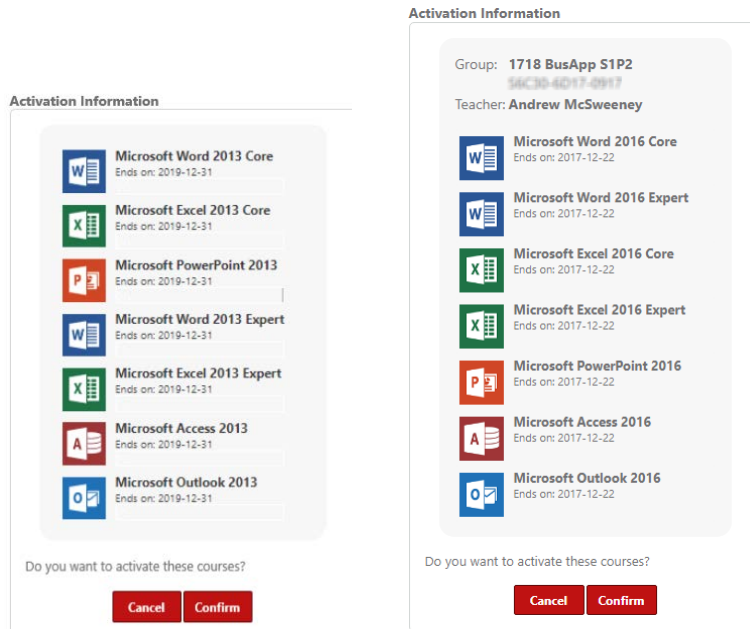 Activation Information
Microsoft Word 2013 Core
Ends on: 2019-12-31
Microsoft Excel 2013 Core
Ends on: 2019-12-31
Microsoft PowerPoint 2013
Ends on: 2019-12-31
Microsoft Word 2013 Expert
Ends on: 2019-12-31
Microsoft Excel 2013 Expert
Ends on: 2019-12-31
Microsoft Access 2013
Ends on: 2019-12-31
Microsoft Outlook 2013
Ends on: 2019-12-31
Do you want to activate these courses?
Cancel Confirm
Activation Information
Group: 1718 BusApp S1P2
Teacher: Andrew McSweeney
Microsoft Word 2016 Core
Ends on: 2017-12-22
Microsoft Word 2016 Expert
Ends on: 2017-12-22
Microsoft Excel 2016 Core
Ends on: 2017-12-22
Microsoft Excel 2016 Expert
Ends on: 2017-12-22
Microsoft PowerPoint 2016
Ends on: 2017-12-22
Microsoft Access 2016
Ends on: 2017-12-22
Microsoft Outlook 2016
Ends on: 2017-12-22
Do you want to activate these courses?
Cancel Confirm